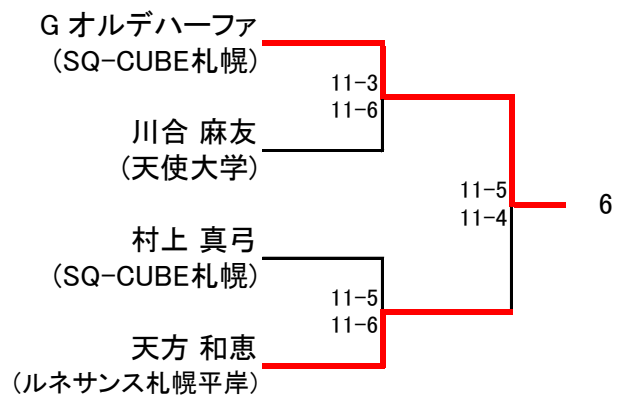 G オルデハーファ
(SQ-CUBE札幌)
11-3
11-6
川合 麻友
(天使大学)
11-5
11-4
6
村上 真弓
(SQ-CUBE札幌)
11-5
11-6
天方 和恵
(ルネサンス札幌平岸)